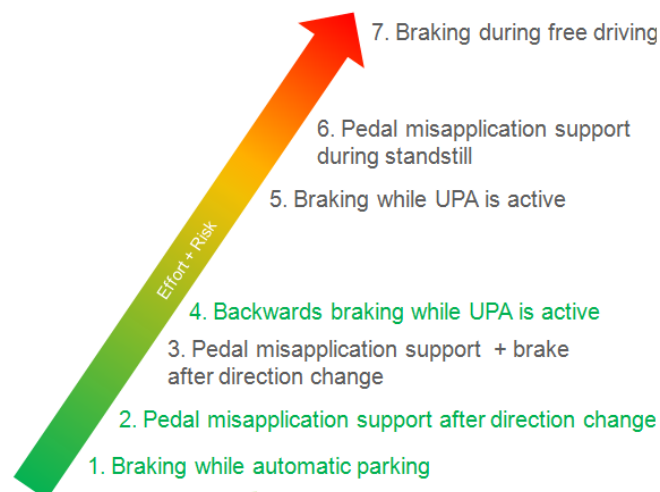 7. Braking during free driving
6. Pedal misapplication support
during standstill
5. Braking while UPA is active
Effort + Risk
4. Backwards braking while UPA is active
3. Pedal misapplication support + brake
after direction change
2. Pedal misapplication support after direction change
1. Braking while automatic parking